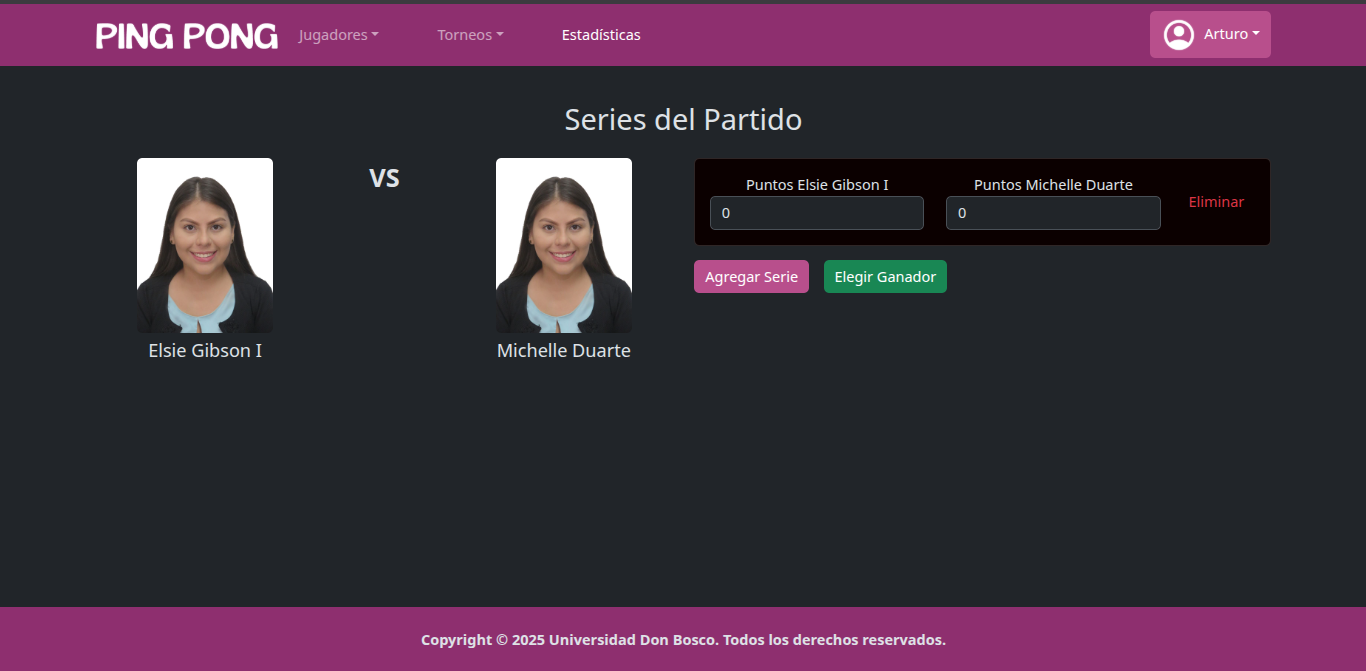 PING PONG Jugadores Torneos Estadísticas Arturo
Series del Partido
VS
Elsie Gibson I
Michelle Duarte
Puntos Elsie Gibson I Puntos Michelle Duarte
0 0 Eliminar
Agregar Serie Elegir Ganador
Copyright © 2025 Universidad Don Bosco. Todos los derechos reservados.